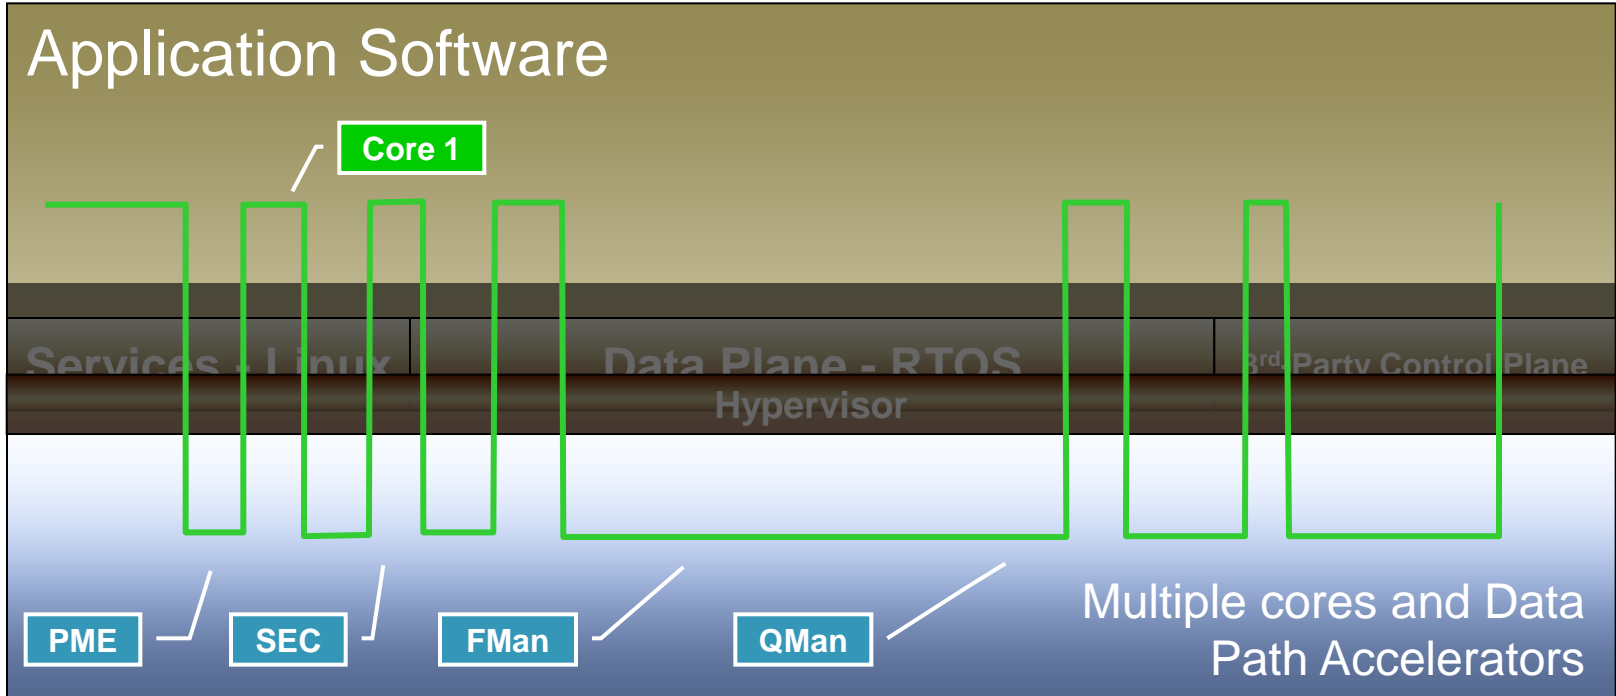 Application Software
Core 1
Services - Linux
Data Plane - RTOS
3rd-Party Control Plane
Hypervisor
PME
SEC
FMan
QMan
Multiple cores and Data
Path Accelerators